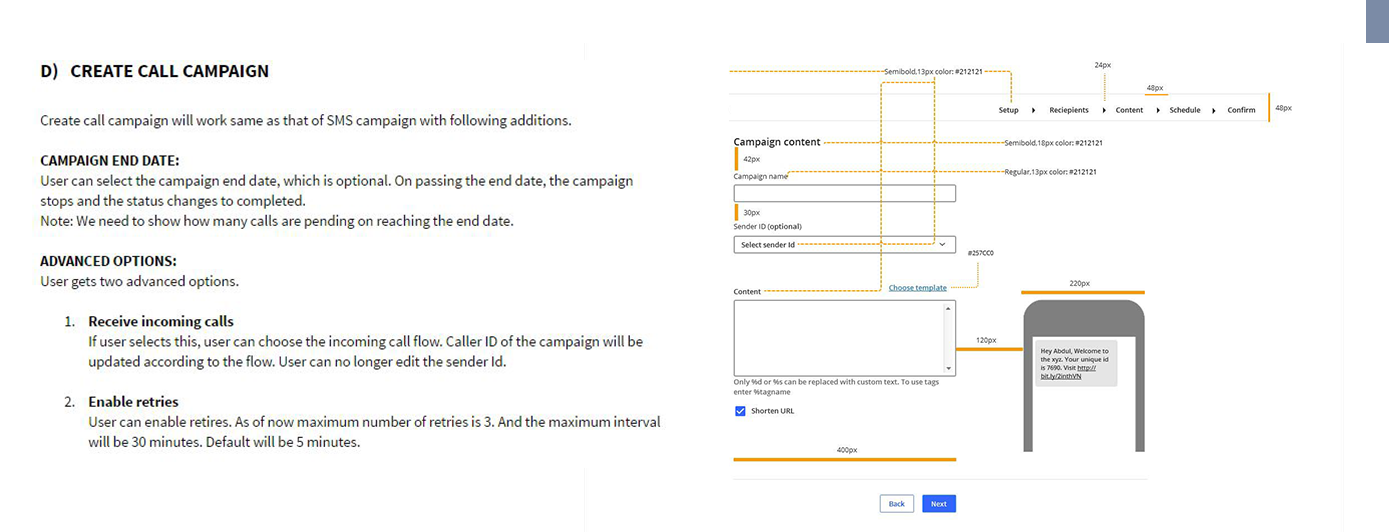 D) CREATE CALL CAMPAIGN
Create call campaign will work same as that of SMS campaign with following additions.
CAMPAIGN END DATE:
User can select the campaign end date, which is optional. On passing the end date, the campaign
stops and the status changes to completed.
Note: We need to show how many calls are pending on reaching the end date.
ADVANCED OPTIONS:
User gets two advanced options.
1. Receive incoming calls
If user selects this, user can choose the incoming call flow. Caller ID of the campaign will be
updated according to the flow. User can no longer edit the sender Id.
2. Enable retries
User can enable retires. As of now maximum number of retries is 3. And the maximum interval
will be 30 minutes. Default will be 5 minutes.
Semibold,13px color: #212121
24px
48px
Setup Reciepients Content Schedule Confirm
48px
Campaign content
Semibold,18px color: #212121
42px
Campaign name
Regular,13px color: #212121
30px
Sender ID (optional)
Select sender Id
#257CC0
Content
Choose template
220px
120px
Hey Abdul, Welcome to
the xyz. Your unique id
is 7690. Visit http://
bit.ly/2inthVN
Only %d or %s can be replaced with custom text. To use tags
enter %tagname
Shorten URL
400px
Back Next